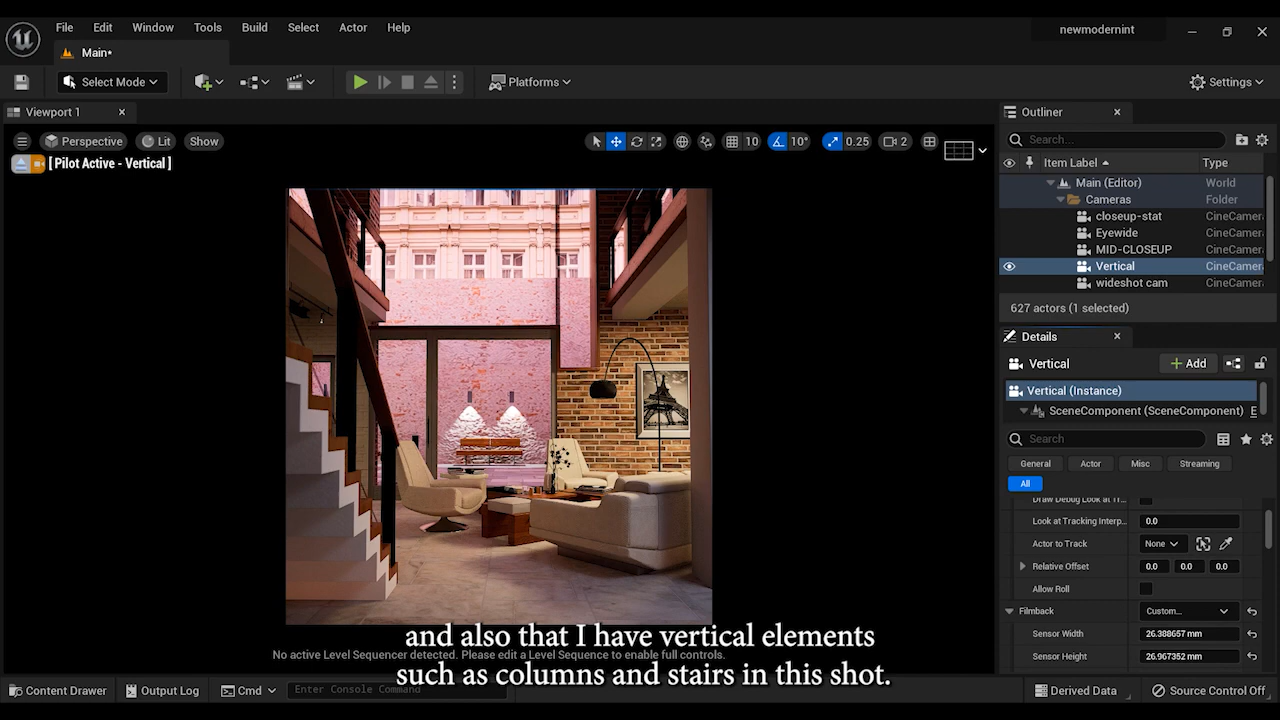 File Edit Window Tools Build Select Actor Help
newmodernint
Main*
Select Mode
Platforms
Settings
Viewport 1
Outliner
Perspective Lit Show
10 10° 0.25 2
Search...
[ Pilot Active - Vertical ]
Item Label Type
Main (Editor) World
Cameras Folder
closeup-stat CineCamer
Eyewide CineCamer
MID-CLOSEUP CineCamer
Vertical CineCamer
wideshot cam CineCamer
627 actors (1 selected)
Details
Vertical
Add
Vertical (Instance)
SceneComponent (SceneComponent) E
Search
General Actor Misc Streaming
All
Draw Debug Look at Tr...
Look at Tracking Interp... 0.0
Actor to Track None
Relative Offset 0.0 0.0 0.0
Allow Roll
Filmback Custom...
Sensor Width 26.388657 mm
Sensor Height 26.967352 mm
and also that I have vertical elements
No active Level Sequencer detected. Please edit a Level Sequence to enable full controls.
such as columns and stairs in this shot.
Content Drawer Output Log Cmd Enter Console Command
Derived Data Source Control Off